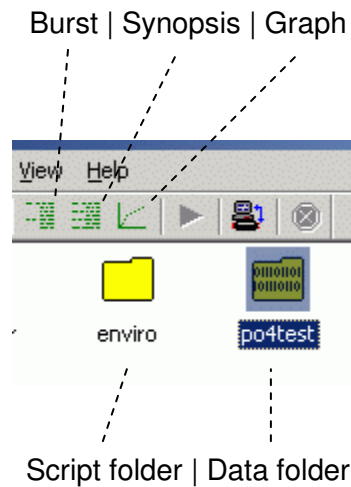 Burst | Synopsis | Graph
View Help
enviro po4test
Script folder | Data folder